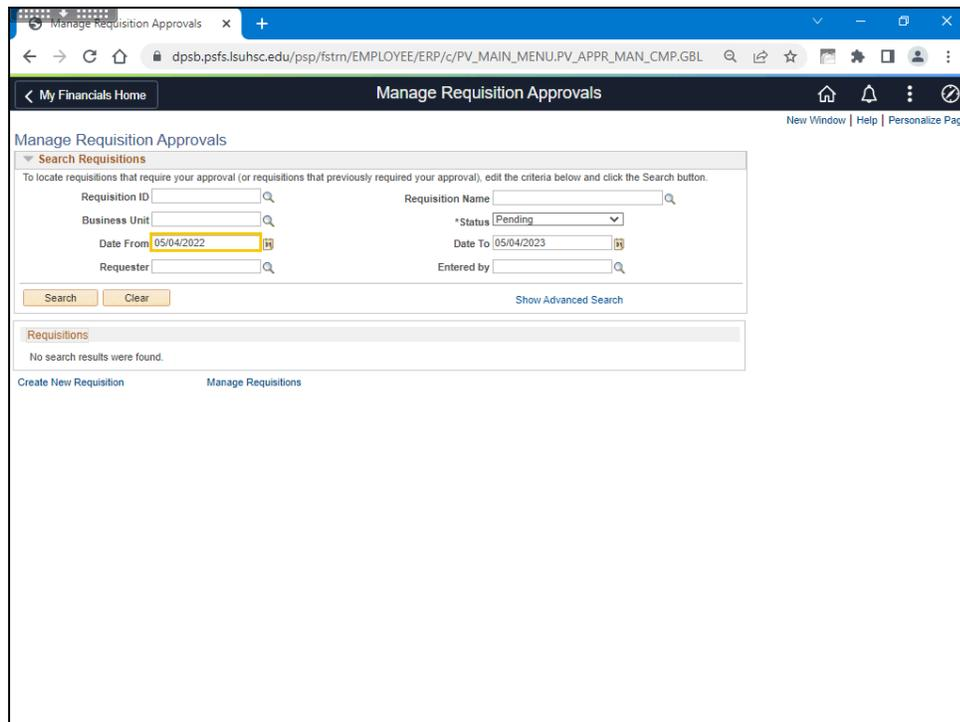 Manage Requisition Approvals
dpsb.psfs.lsuhsc.edu/psp/fstrn/EMPLOYEE/ERP/c/PV_MAIN_MENU.PV_APPR_MAN_CMP.GBL
My Financials Home Manage Requisition Approvals
New Window | Help | Personalize Pag
Manage Requisition Approvals
Search Requisitions
To locate requisitions that require your approval (or requisitions that previously required your approval), edit the criteria below and click the Search button.
Requisition ID Requisition Name
Business Unit *Status Pending
Date From 05/04/2022 Date To 05/04/2023
Requester Entered by
Search Clear Show Advanced Search
Requisitions
No search results were found.
Create New Requisition Manage Requisitions